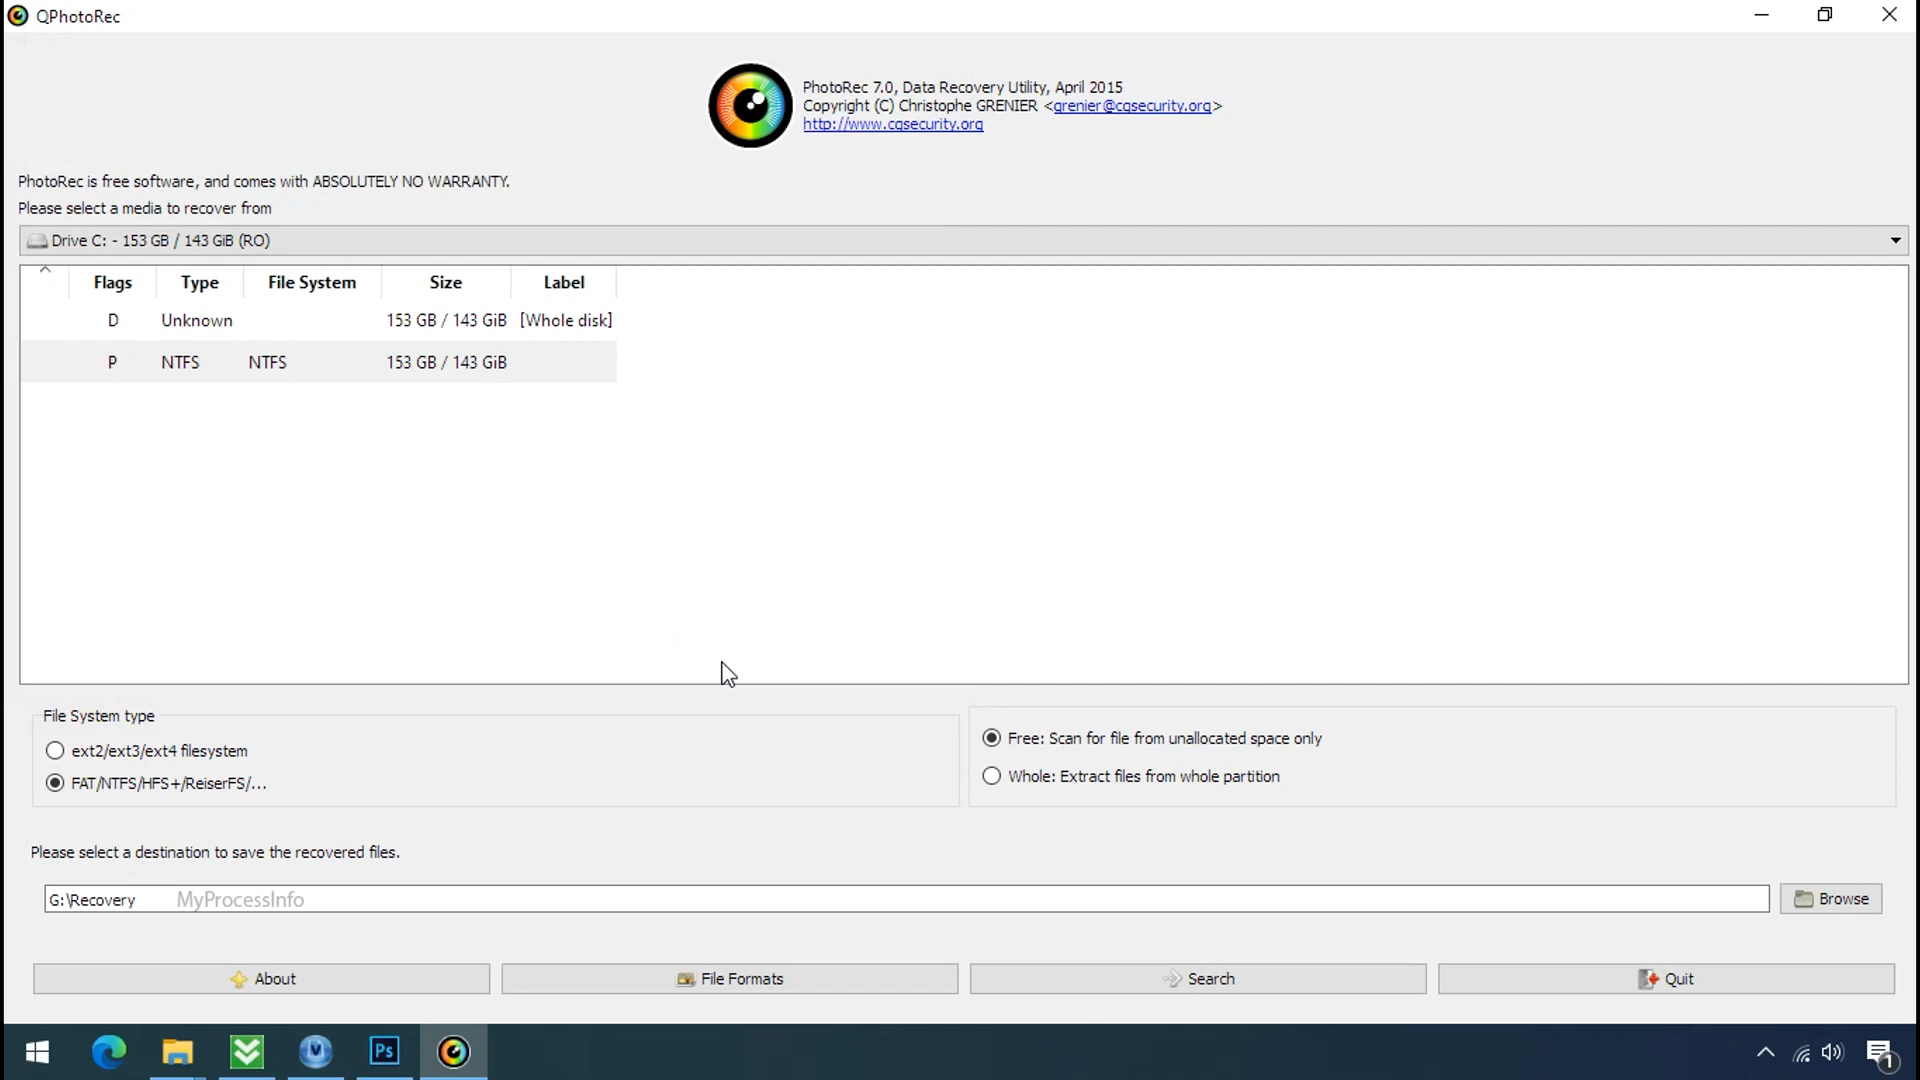 QPhotoRec
PhotoRec 7.0, Data Recovery Utility, April 2015
Copyright (C) Christophe GRENIER <grenier@cgsecurity.org>
http://www.cgsecurity.org
PhotoRec is free software, and comes with ABSOLUTELY NO WARRANTY.
Please select a media to recover from
Drive C: - 153 GB / 143 GiB (RO)
Flags Type File System Size Label
D Unknown 153 GB / 143 GiB [Whole disk]
P NTFS NTFS 153 GB / 143 GiB
File System type
ext2/ext3/ext4 filesystem
FAT/NTFS/HFS+/ReiserFS/...
Free: Scan for file from unallocated space only
Whole: Extract files from whole partition
Please select a destination to save the recovered files.
G:\Recovery MyProcessInfo
Browse
About File Formats Search Quit
Ps
1